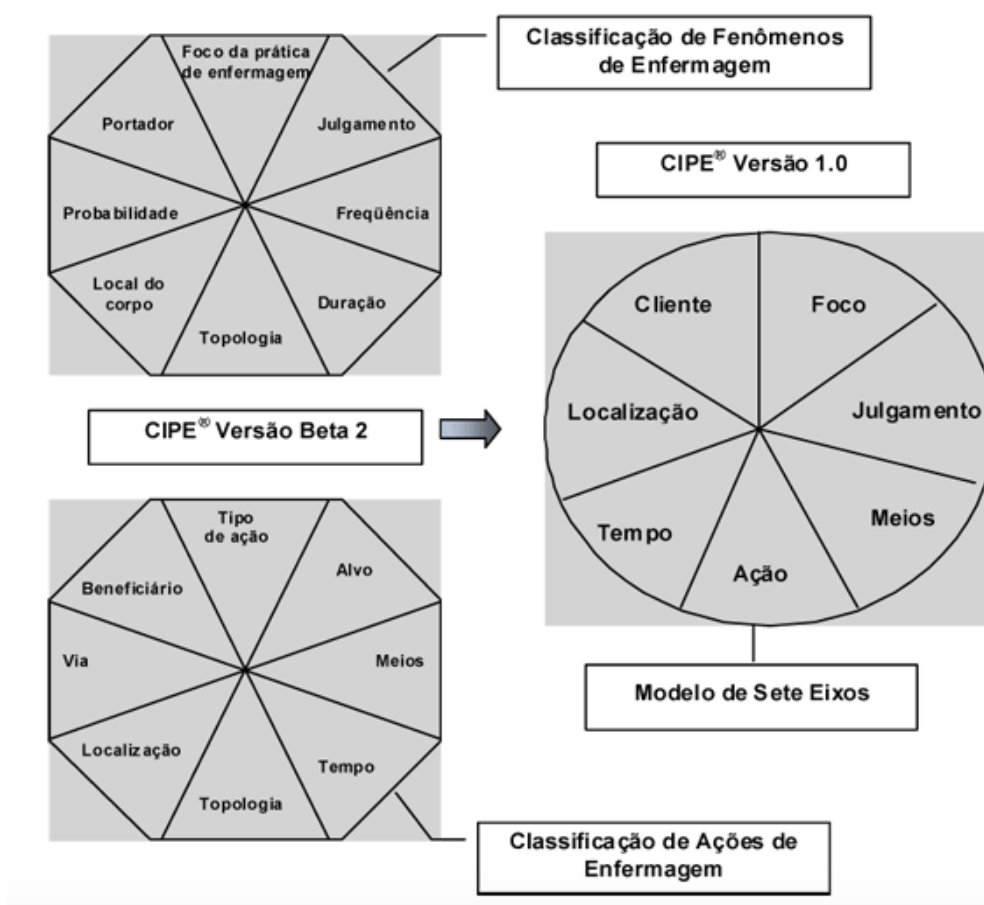 Classificação de Fenômenos
de Enfermagem
Foco da prática
de enfermagem
Portador
Julgamento
Probabilidade
Freqüência
Local do
corpo
Duração
Topologia
CIPE® Versão Beta 2
Tipo
de ação
Beneficiário
Alvo
Via
Meios
Localização
Tempo
Topologia
Classificação de Ações de
Enfermagem
CIPE® Versão 1.0
Cliente
Foco
Localização
Julgamento
Tempo
Meios
Ação
Modelo de Sete Eixos